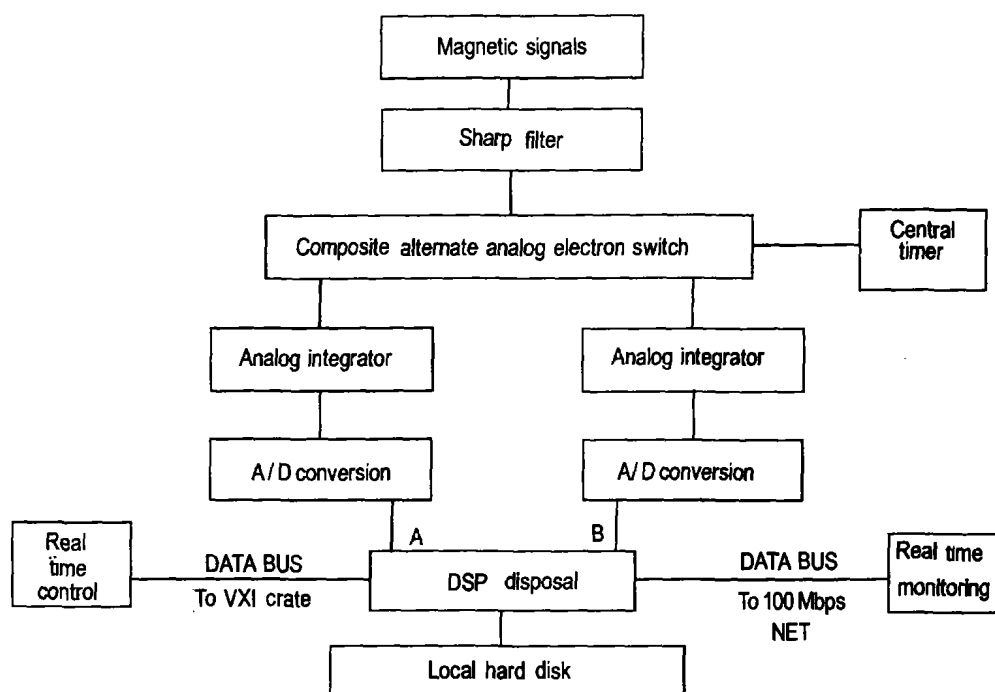 Magnetic signals
Sharp filter
Composite alternate analog electron switch
Central
timer
Analog integrator
Analog integrator
A/D conversion
A/D conversion
A
B
Real
time
control
DATA BUS
To VXI crate
DSP disposal
DATA BUS
To 100 Mbps
NET
Real time
monitoring
Local hard disk